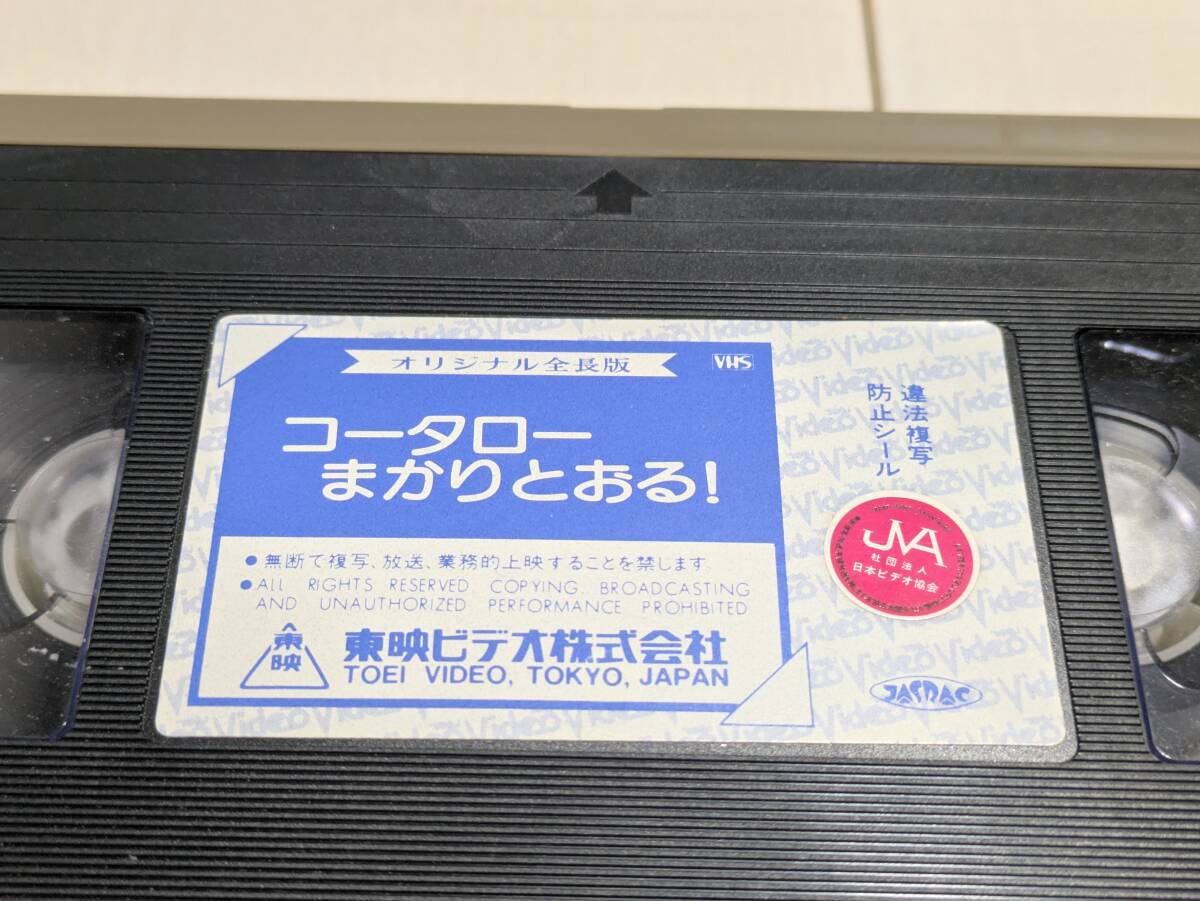 オリジナル全長版
VHS
コータロー
まかりとおる!
●無断で複写、放送、業務的上映することを禁じます。
●ALL RIGHTS RESERVED COPYING, BROADCASTING
AND UNAUTHORIZED PERFORMANCE PROHIBITED
東映
東映ビデオ株式会社
TOEI VIDEO, TOKYO, JAPAN
違法複写
防止シール
JVA
社団法人
日本ビデオ協会
JASRAC